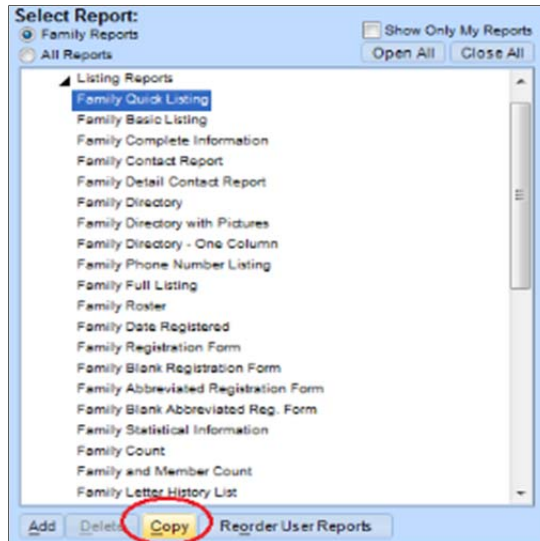 Select Report:
Family Reports
Show Only My Reports
All Reports
Open All Close All
Listing Reports
Family Quick Listing
Family Basic Listing
Family Complete Information
Family Contact Report
Family Detail Contact Report
Family Directory
Family Directory with Pictures
Family Directory - One Column
Family Phone Number Listing
Family Full Listing
Family Roster
Family Date Registered
Family Registration Form
Family Blank Registration Form
Family Abbreviated Registration Form
Family Blank Abbreviated Reg. Form
Family Statistical Information
Family Count
Family and Member Count
Family Letter History List
Add Delete Copy Reorder User Reports